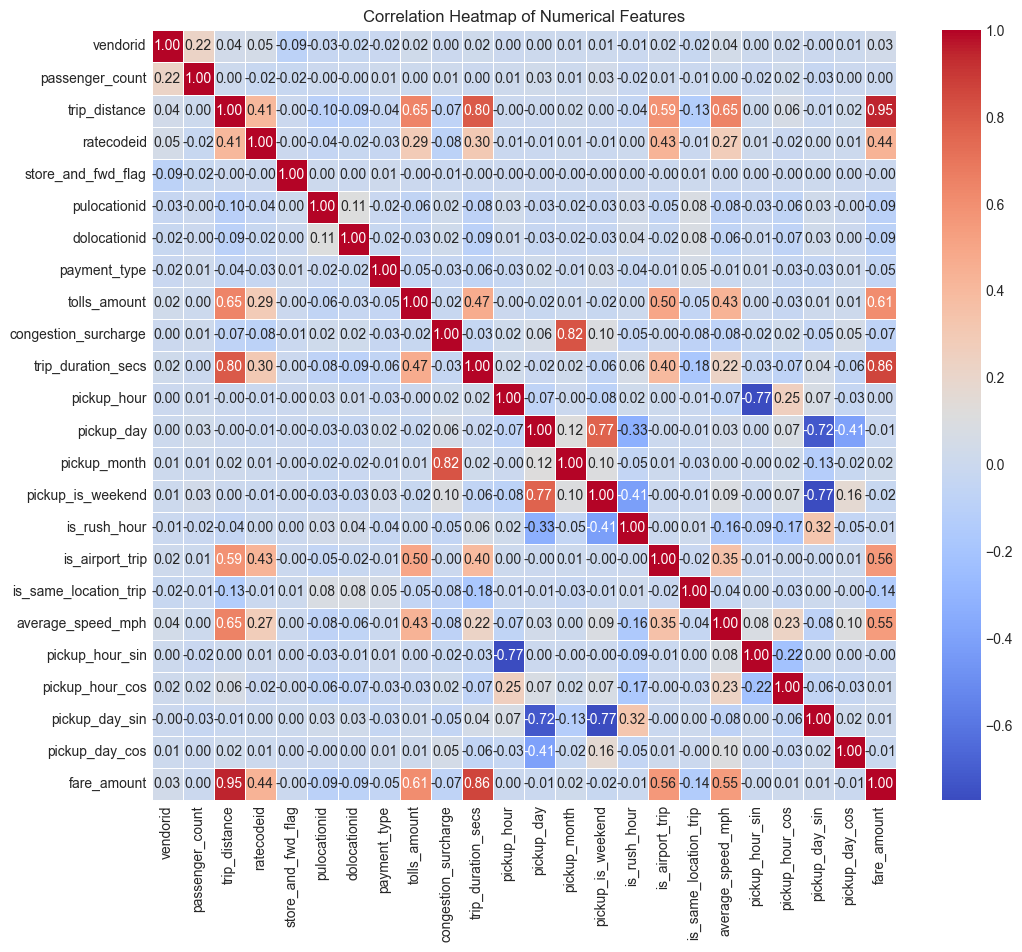 Correlation Heatmap of Numerical Features
vendorid 1.00 0.22 0.04 0.05 -0.09 -0.03 -0.02 -0.02 0.02 0.00 0.02 0.00 0.00 0.01 0.01 -0.01 0.02 -0.02 0.04 0.00 0.02 -0.00 0.01 0.03
passenger_count 0.22 1.00 0.00 -0.02 -0.02 -0.00 -0.00 0.01 0.00 0.01 0.00 0.01 0.03 0.01 0.03 -0.02 0.01 -0.01 0.00 -0.02 0.02 -0.03 0.00 0.00
trip_distance 0.04 0.00 1.00 0.41 -0.00 -0.10 -0.09 -0.04 0.65 -0.07 0.80 -0.00 -0.00 0.02 0.00 -0.04 0.59 -0.13 0.65 0.00 0.06 -0.01 0.02 0.95
ratecodeid 0.05 -0.02 0.41 1.00 -0.00 -0.04 -0.02 -0.03 0.29 -0.08 0.30 -0.01 -0.01 0.01 -0.01 0.00 0.43 -0.01 0.27 0.01 -0.02 0.00 0.01 0.44
store_and_fwd_flag -0.09 -0.02 -0.00 -0.00 1.00 0.00 0.00 0.01 -0.00 -0.01 -0.00 -0.00 -0.00 -0.00 -0.00 0.00 -0.00 0.01 0.00 0.00 -0.00 0.00 0.00 -0.00
pulocationid -0.03 -0.00 -0.10 -0.04 0.00 1.00 0.11 -0.02 -0.06 0.02 -0.08 0.03 -0.03 -0.02 -0.03 0.03 -0.05 0.08 -0.08 -0.03 -0.06 0.03 -0.00 -0.09
dolocationid -0.02 -0.00 -0.09 -0.02 0.00 0.11 1.00 -0.02 -0.03 0.02 -0.09 0.01 -0.03 -0.02 -0.03 0.04 -0.02 0.08 -0.06 -0.01 -0.07 0.03 0.00 -0.09
payment_type -0.02 0.01 -0.04 -0.03 0.01 -0.02 -0.02 1.00 -0.05 -0.03 -0.06 -0.03 0.02 -0.01 0.03 -0.04 -0.01 0.05 -0.01 0.01 -0.03 -0.03 0.01 -0.05
tolls_amount 0.02 0.00 0.65 0.29 -0.00 -0.06 -0.03 -0.05 1.00 -0.02 0.47 -0.00 -0.02 0.01 -0.02 0.00 0.50 -0.05 0.43 0.00 -0.03 0.01 0.01 0.61
congestion_surcharge 0.00 0.01 -0.07 -0.08 -0.01 0.02 0.02 -0.03 -0.02 1.00 -0.03 0.02 0.06 0.82 0.10 -0.05 -0.00 -0.08 -0.08 -0.02 0.02 -0.05 0.05 -0.07
trip_duration_secs 0.02 0.00 0.80 0.30 -0.00 -0.08 -0.09 -0.06 0.47 -0.03 1.00 0.02 -0.02 0.02 -0.06 0.06 0.40 -0.18 0.22 -0.03 -0.07 0.04 -0.06 0.86
pickup_hour 0.00 0.01 -0.00 -0.01 -0.00 0.03 0.01 -0.03 -0.00 0.02 0.02 1.00 -0.07 -0.00 -0.08 0.02 0.00 -0.01 -0.07 -0.77 0.25 0.07 -0.03 0.00
pickup_day 0.00 0.03 -0.00 -0.01 -0.00 -0.03 -0.03 0.02 -0.02 0.06 -0.02 -0.07 1.00 0.12 0.77 -0.33 -0.00 -0.01 0.03 0.00 0.07 -0.72 -0.41 -0.01
pickup_month 0.01 0.01 0.02 0.01 -0.00 -0.02 -0.02 -0.01 0.01 0.82 0.02 -0.00 0.12 1.00 0.10 -0.05 0.01 -0.03 0.00 -0.00 0.02 -0.13 -0.02 0.02
pickup_is_weekend 0.01 0.03 0.00 -0.01 -0.00 -0.03 -0.03 0.03 -0.02 0.10 -0.06 -0.08 0.77 0.10 1.00 -0.41 -0.00 -0.01 0.09 -0.00 0.07 -0.77 0.16 -0.02
is_rush_hour -0.01 -0.02 -0.04 0.00 0.00 0.03 0.04 -0.04 0.00 -0.05 0.06 0.02 -0.33 -0.05 -0.41 1.00 -0.00 0.01 -0.16 -0.09 -0.17 0.32 -0.05 -0.01
is_airport_trip 0.02 0.01 0.59 0.43 -0.00 -0.05 -0.02 -0.01 0.50 -0.00 0.40 0.00 -0.00 0.01 -0.00 -0.00 1.00 -0.02 0.35 -0.01 -0.00 -0.00 0.01 0.56
is_same_location_trip -0.02 -0.01 -0.13 -0.01 0.01 0.08 0.08 0.05 -0.05 -0.08 -0.18 -0.01 -0.01 -0.03 -0.01 0.01 -0.02 1.00 -0.04 0.00 -0.03 0.00 -0.00 -0.14
average_speed_mph 0.04 0.00 0.65 0.27 0.00 -0.08 -0.06 -0.01 0.43 -0.08 0.22 -0.07 0.03 0.00 0.09 -0.16 0.35 -0.04 1.00 0.08 0.23 -0.08 0.10 0.55
pickup_hour_sin 0.00 -0.02 0.00 0.01 0.00 -0.03 -0.01 0.01 0.00 -0.02 -0.03 -0.77 0.00 -0.00 -0.00 -0.09 -0.01 0.00 0.08 1.00 -0.22 0.00 0.00 -0.00
pickup_hour_cos 0.02 0.02 0.06 -0.02 -0.00 -0.06 -0.07 -0.03 -0.03 0.02 -0.07 0.25 0.07 0.02 0.07 -0.17 -0.00 -0.03 0.23 -0.22 1.00 -0.06 -0.03 0.01
pickup_day_sin -0.00 -0.03 -0.01 0.00 0.00 0.03 0.03 -0.03 0.01 -0.05 0.04 0.07 -0.72 -0.13 -0.77 0.32 -0.00 0.00 -0.08 0.00 -0.06 1.00 0.02 0.01
pickup_day_cos 0.01 0.00 0.02 0.01 0.00 -0.00 0.00 0.01 0.01 0.05 -0.06 -0.03 -0.41 -0.02 0.16 -0.05 0.01 -0.00 0.10 0.00 -0.03 0.02 1.00 -0.01
fare_amount 0.03 0.00 0.95 0.44 -0.00 -0.09 -0.09 -0.05 0.61 -0.07 0.86 0.00 -0.01 0.02 -0.02 -0.01 0.56 -0.14 0.55 -0.00 0.01 0.01 -0.01 1.00
vendorid
passenger_count
trip_distance
ratecodeid
store_and_fwd_flag
pulocationid
dolocationid
payment_type
tolls_amount
congestion_surcharge
trip_duration_secs
pickup_hour
pickup_day
pickup_month
pickup_is_weekend
is_rush_hour
is_airport_trip
is_same_location_trip
average_speed_mph
pickup_hour_sin
pickup_hour_cos
pickup_day_sin
pickup_day_cos
fare_amount
1.0
0.8
0.6
0.4
0.2
0.0
−0.2
−0.4
−0.6